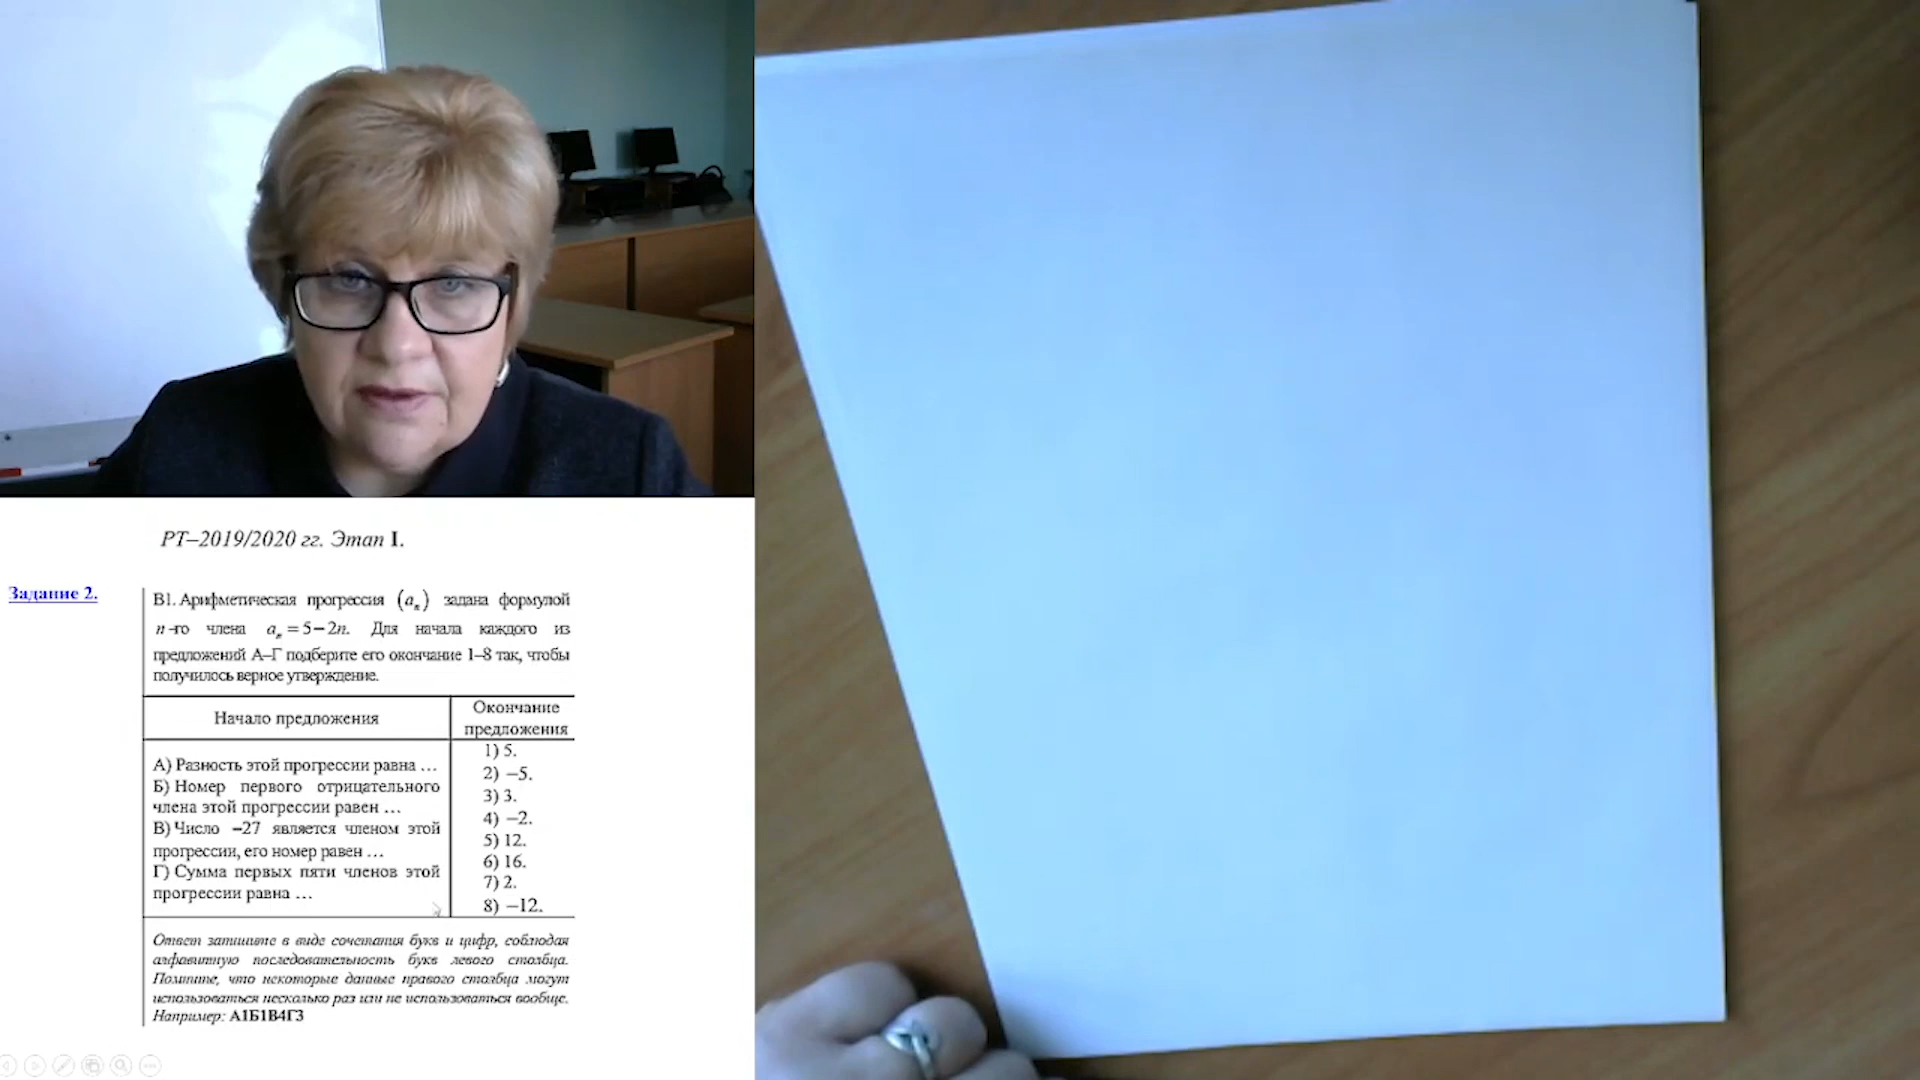 РТ–2019/2020 гг. Этап I.
Задание 2.
В1. Арифметическая прогрессия (aₙ) задана формулой
n-го члена aₙ = 5 – 2n. Для начала каждого из
предложений А–Г подберите его окончание 1–8 так, чтобы
получилось верное утверждение.
Начало предложения
Окончание
предложения
А) Разность этой прогрессии равна …
Б) Номер первого отрицательного
члена этой прогрессии равен …
В) Число –27 является членом этой
прогрессии, его номер равен …
Г) Сумма первых пяти членов этой
прогрессии равна …
1) 5.
2) –5.
3) 3.
4) –2.
5) 12.
6) 16.
7) 2.
8) –12.
Ответ запишите в виде сочетания букв и цифр, соблюдая
алфавитную последовательность букв левого столбца.
Помните, что некоторые данные правого столбца могут
использоваться несколько раз или не использоваться вообще.
Например: А1Б1В4Г3